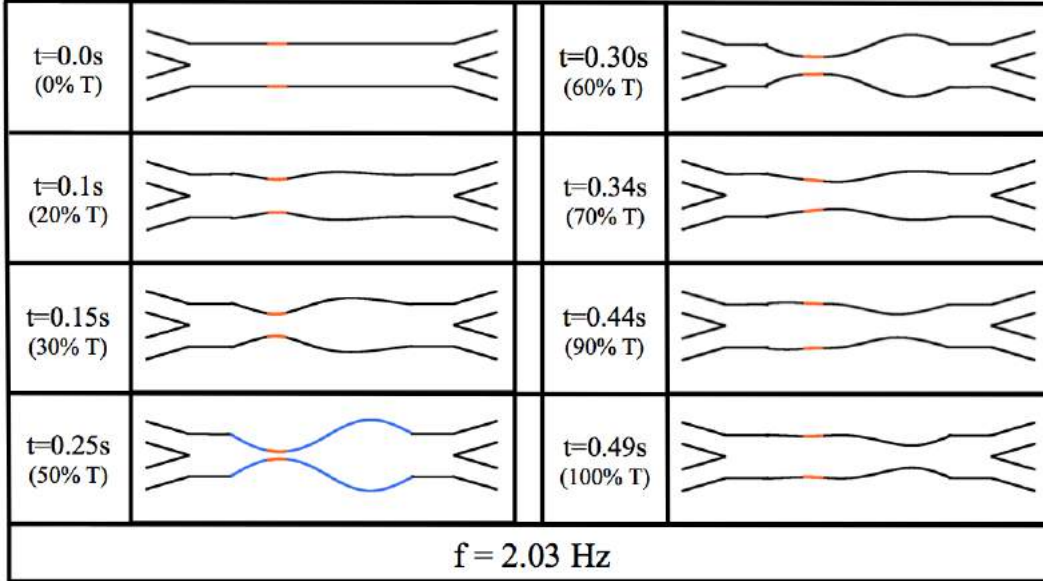 t=0.0s
(0% T)
t=0.30s
(60% T)
t=0.1s
(20% T)
t=0.34s
(70% T)
t=0.15s
(30% T)
t=0.44s
(90% T)
t=0.25s
(50% T)
t=0.49s
(100% T)
f = 2.03 Hz